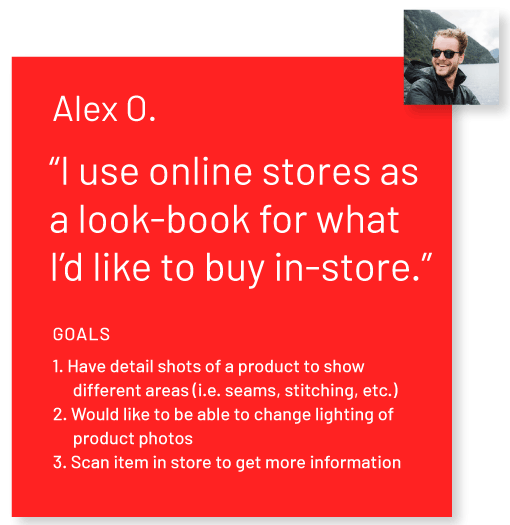 Alex O.
“I use online stores as
a look-book for what
I’d like to buy in-store.”
GOALS
1. Have detail shots of a product to show
different areas (i.e. seams, stitching, etc.)
2. Would like to be able to change lighting of
product photos
3. Scan item in store to get more information